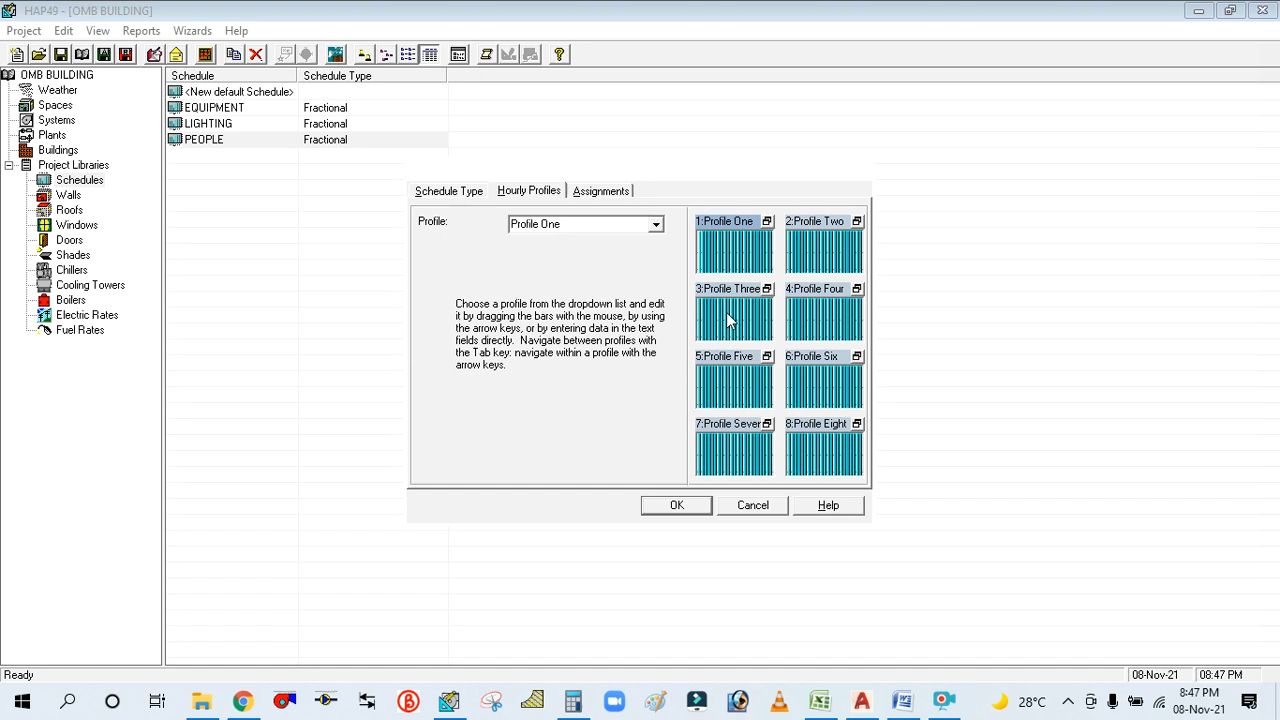 HAP49 - [OMB BUILDING]
Project Edit View Reports Wizards Help
OMB BUILDING
Weather
Spaces
Systems
Plants
Buildings
Project Libraries
Schedules
Walls
Roofs
Windows
Doors
Shades
Chillers
Cooling Towers
Boilers
Electric Rates
Fuel Rates
Schedule Schedule Type
<New default Schedule>
EQUIPMENT Fractional
LIGHTING Fractional
PEOPLE Fractional
Schedule Type Hourly Profiles Assignments
Profile: Profile One
Choose a profile from the dropdown list and edit
it by dragging the bars with the mouse, by using
the arrow keys, or by entering data in the text
fields directly. Navigate between profiles with
the Tab key: navigate within a profile with the
arrow keys.
1:Profile One 2:Profile Two
3:Profile Three 4:Profile Four
5:Profile Five 6:Profile Six
7:Profile Sever 8:Profile Eight
OK Cancel Help
Ready 08-Nov-21 08:47 PM
28°C 8:47 PM
08-Nov-21